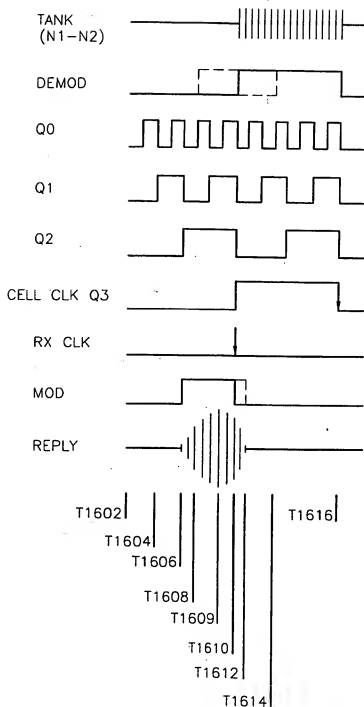 TANK
(N1-N2)
DEMOD
Q0
Q1
Q2
CELL CLK Q3
RX CLK
MOD
REPLY
T1602
T1616
T1604
T1606
T1608
T1609
T1610
T1612
T1614